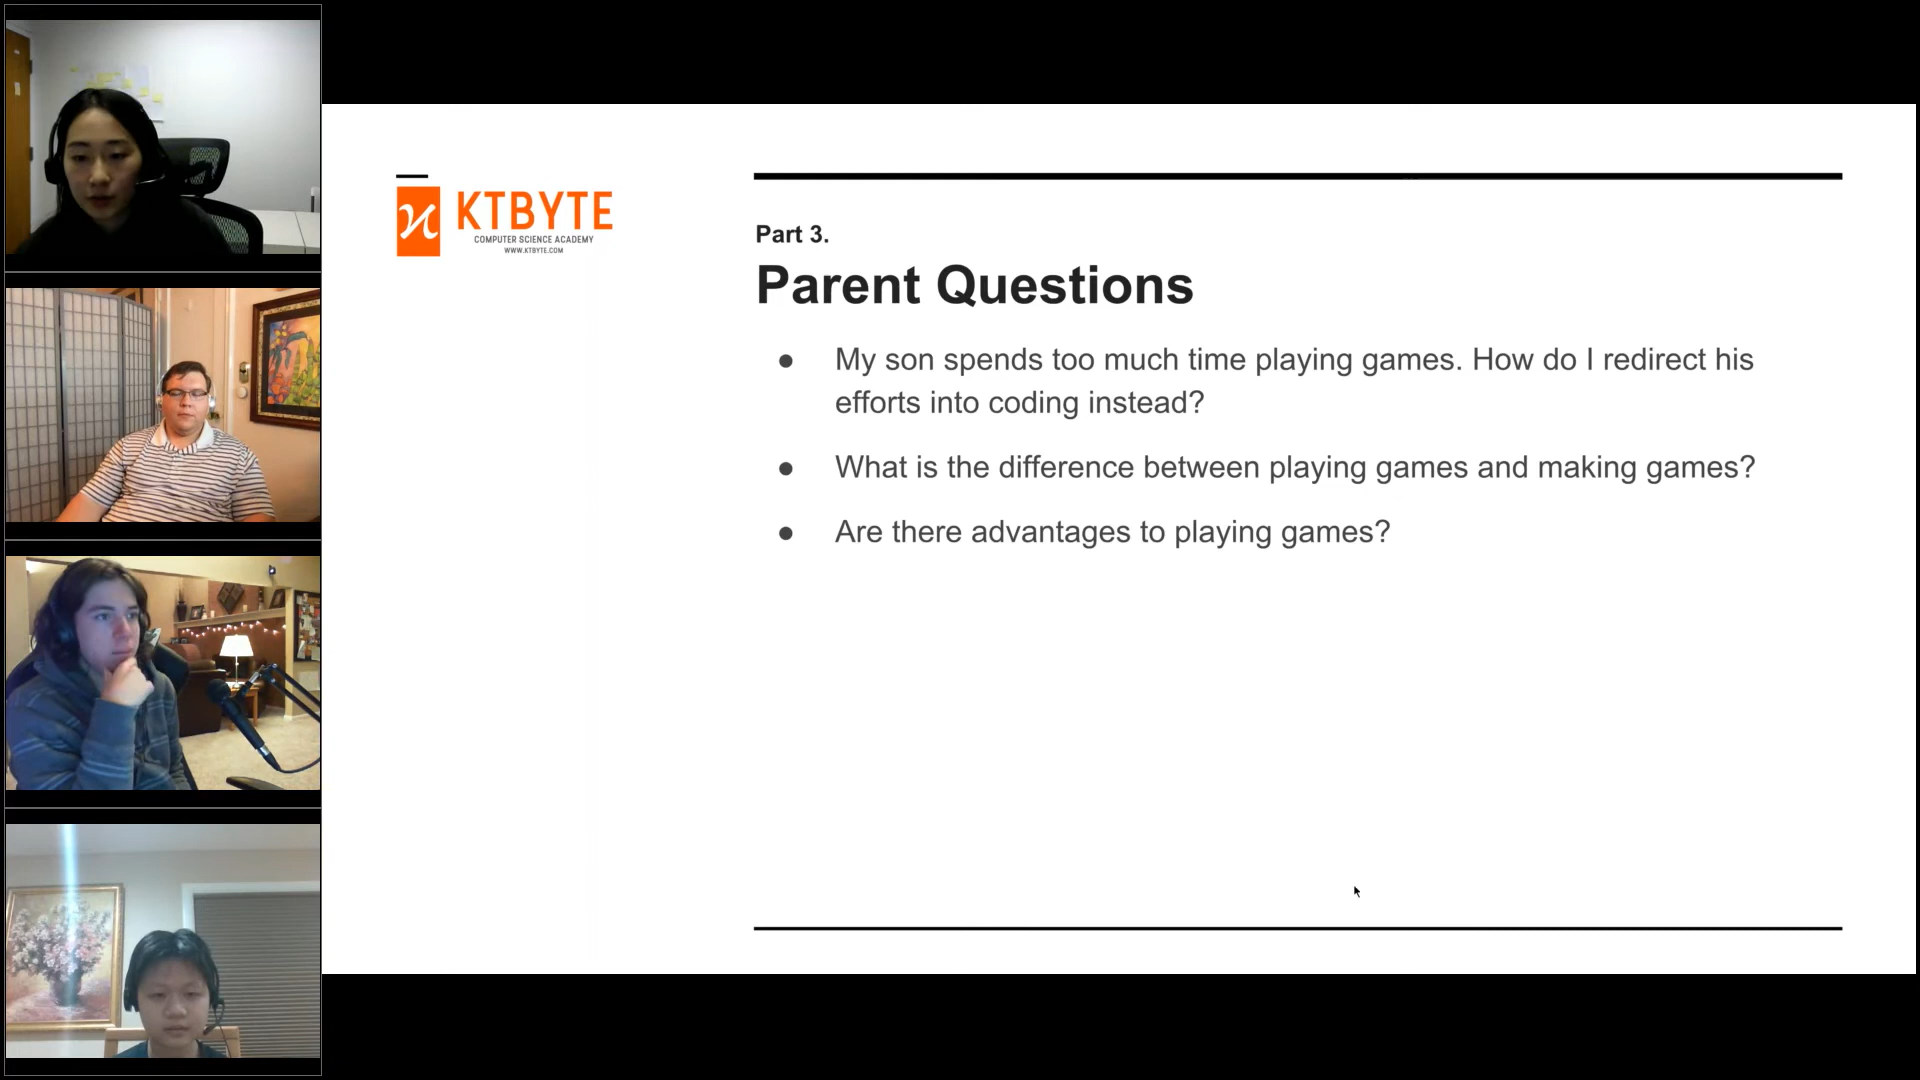 KTBYTE
COMPUTER SCIENCE ACADEMY
WWW.KTBYTE.COM
Part 3.
Parent Questions
● My son spends too much time playing games. How do I redirect his
efforts into coding instead?
● What is the difference between playing games and making games?
● Are there advantages to playing games?